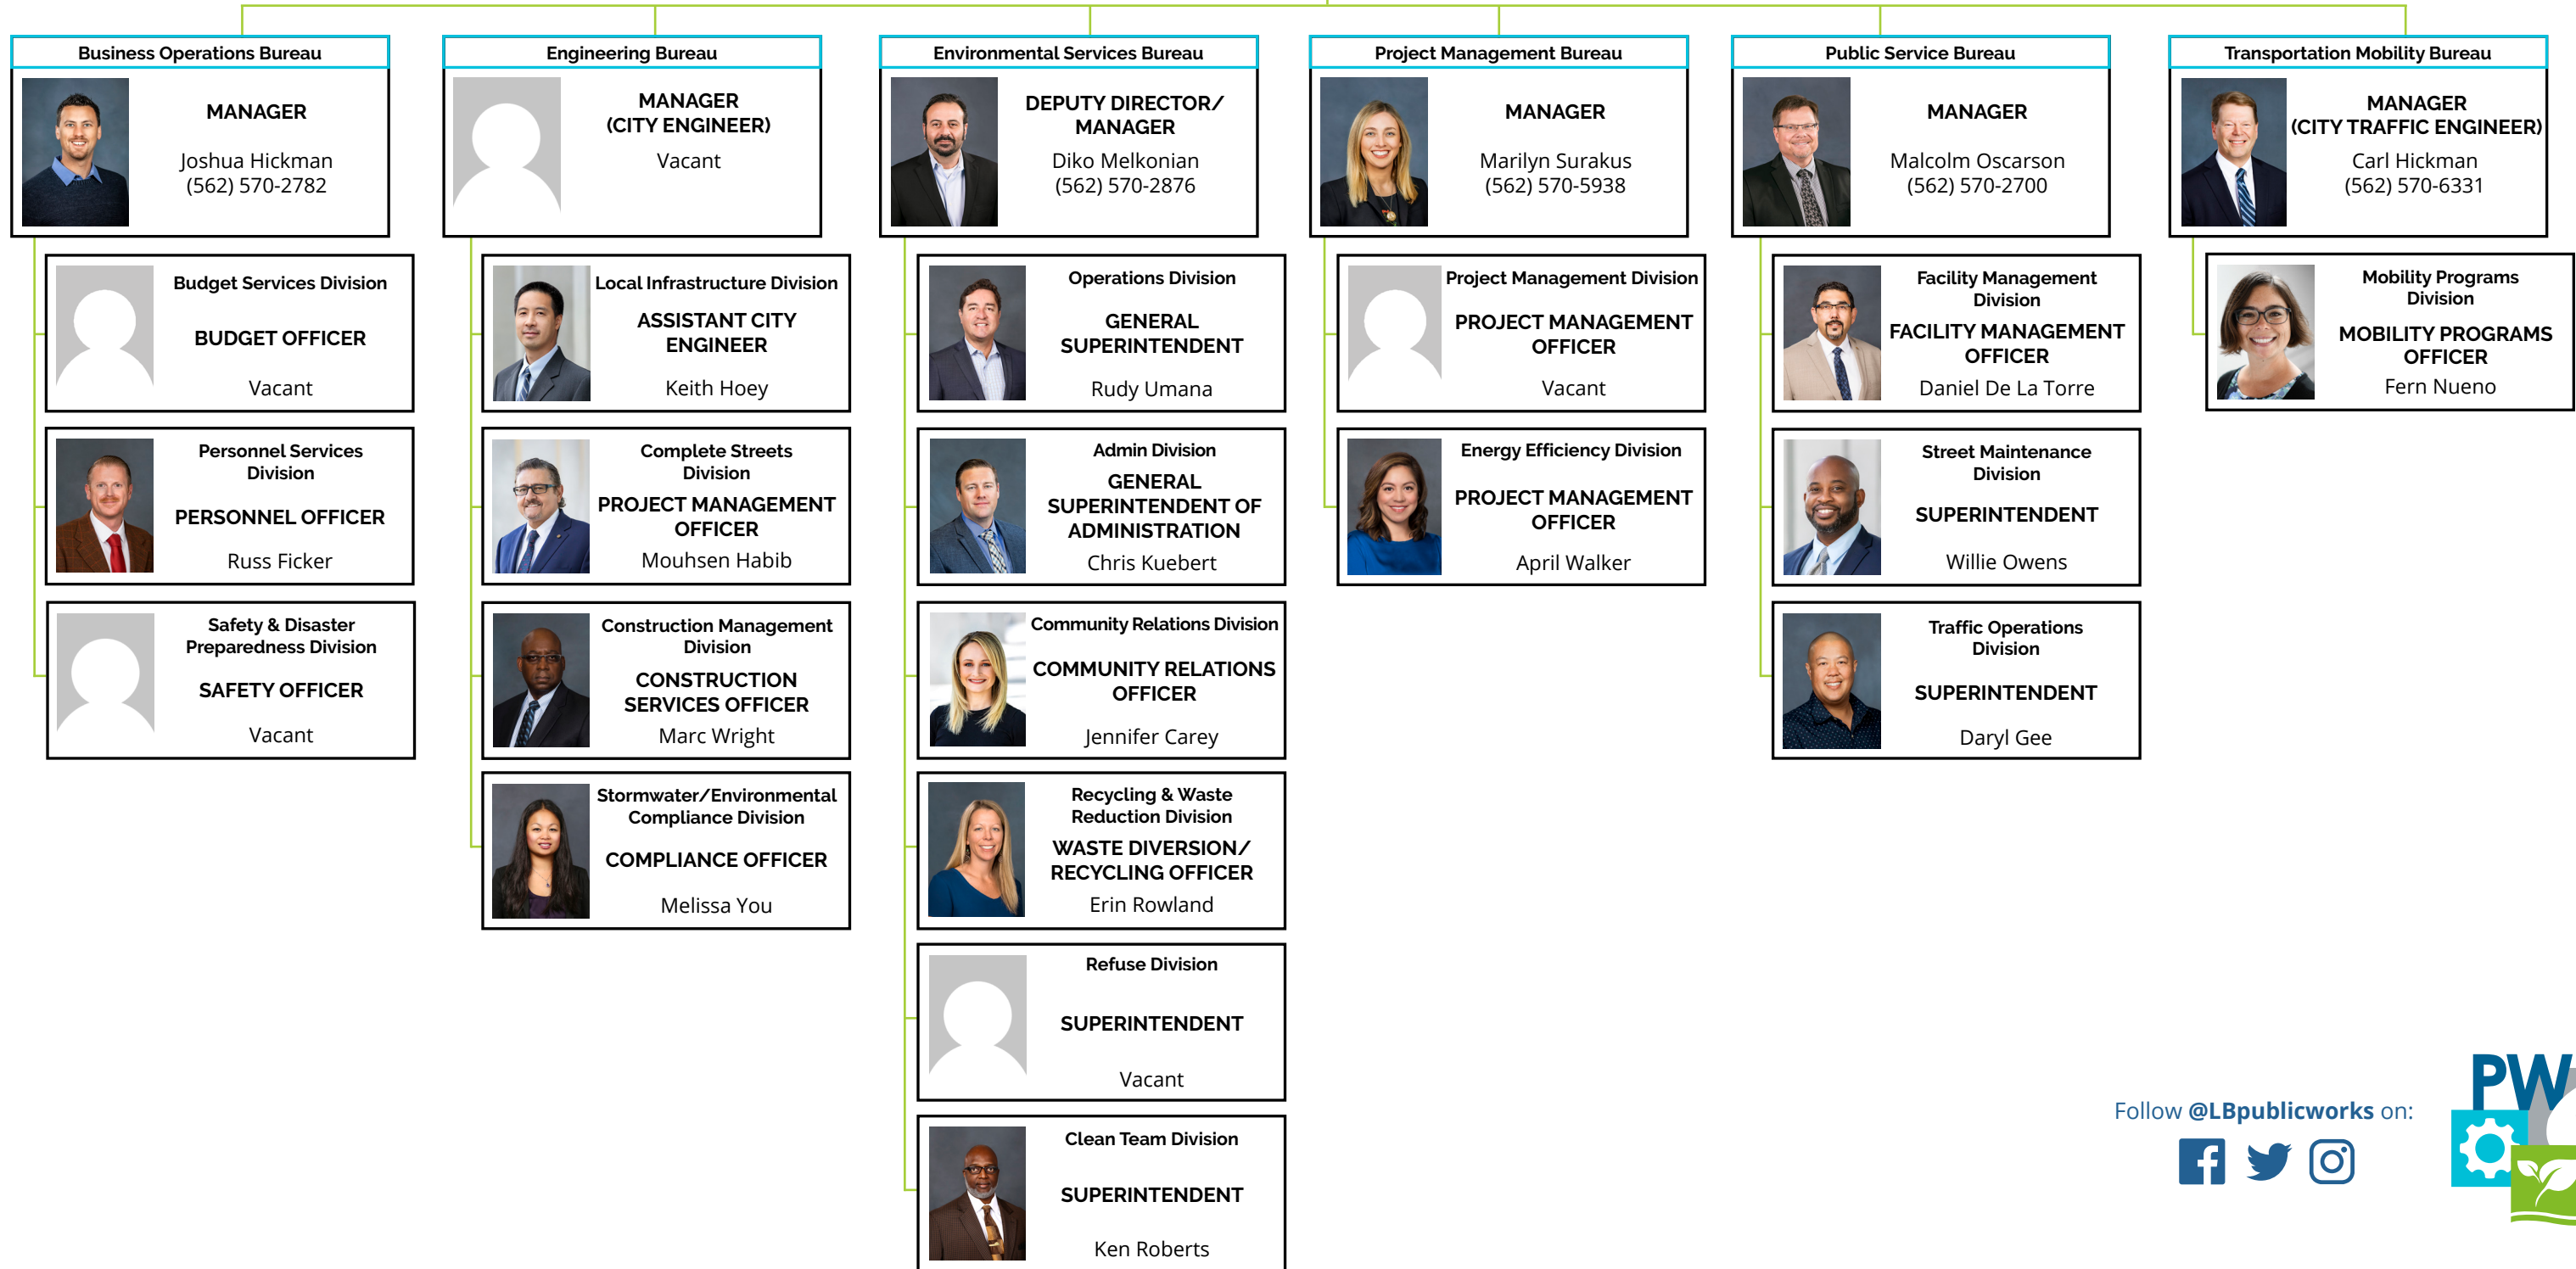 Business Operations Bureau
MANAGER
Joshua Hickman
(562) 570-2782
Budget Services Division
BUDGET OFFICER
Vacant
Personnel Services
Division
PERSONNEL OFFICER
Russ Ficker
Safety & Disaster
Preparedness Division
SAFETY OFFICER
Vacant
Engineering Bureau
MANAGER
(CITY ENGINEER)
Vacant
Local Infrastructure Division
ASSISTANT CITY
ENGINEER
Keith Hoey
Complete Streets
Division
PROJECT MANAGEMENT
OFFICER
Mouhsen Habib
Construction Management
Division
CONSTRUCTION
SERVICES OFFICER
Marc Wright
Stormwater/Environmental
Compliance Division
COMPLIANCE OFFICER
Melissa You
Environmental Services Bureau
DEPUTY DIRECTOR/
MANAGER
Diko Melkonian
(562) 570-2876
Operations Division
GENERAL
SUPERINTENDENT
Rudy Umana
Admin Division
GENERAL
SUPERINTENDENT OF
ADMINISTRATION
Chris Kuebert
Community Relations Division
COMMUNITY RELATIONS
OFFICER
Jennifer Carey
Recycling & Waste
Reduction Division
WASTE DIVERSION/
RECYCLING OFFICER
Erin Rowland
Refuse Division
SUPERINTENDENT
Vacant
Clean Team Division
SUPERINTENDENT
Ken Roberts
Project Management Bureau
MANAGER
Marilyn Surakus
(562) 570-5938
Project Management Division
PROJECT MANAGEMENT
OFFICER
Vacant
Energy Efficiency Division
PROJECT MANAGEMENT
OFFICER
April Walker
Public Service Bureau
MANAGER
Malcolm Oscarson
(562) 570-2700
Facility Management
Division
FACILITY MANAGEMENT
OFFICER
Daniel De La Torre
Street Maintenance
Division
SUPERINTENDENT
Willie Owens
Traffic Operations
Division
SUPERINTENDENT
Daryl Gee
Transportation Mobility Bureau
MANAGER
(CITY TRAFFIC ENGINEER)
Carl Hickman
(562) 570-6331
Mobility Programs
Division
MOBILITY PROGRAMS
OFFICER
Fern Nueno
Follow @LBpublicworks on:
PW